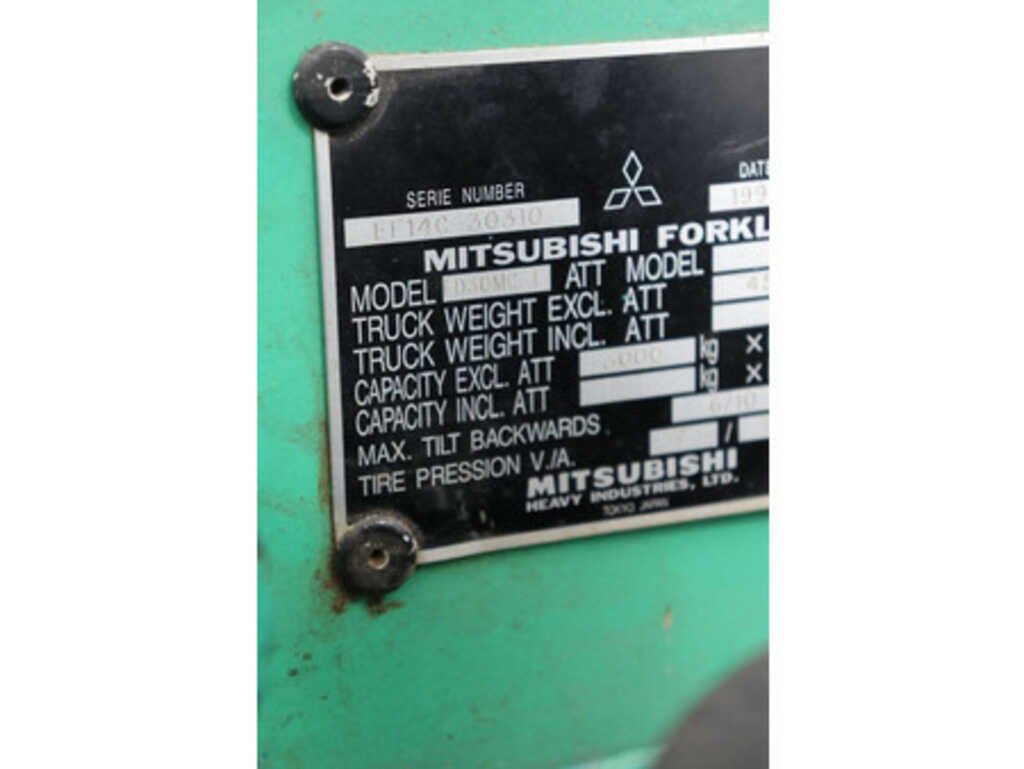 SERIE NUMBER DATE
EF14C-30310 199
MITSUBISHI FORKL
MODEL ATT MODEL
TRUCK WEIGHT EXCL. ATT
TRUCK WEIGHT INCL. ATT
CAPACITY EXCL. ATT 3000 kg X
CAPACITY INCL. ATT kg X
MAX. TILT BACKWARDS 6/10
TIRE PRESSION V./A. /
MITSUBISHI
HEAVY INDUSTRIES, LTD.
TOKYO JAPAN